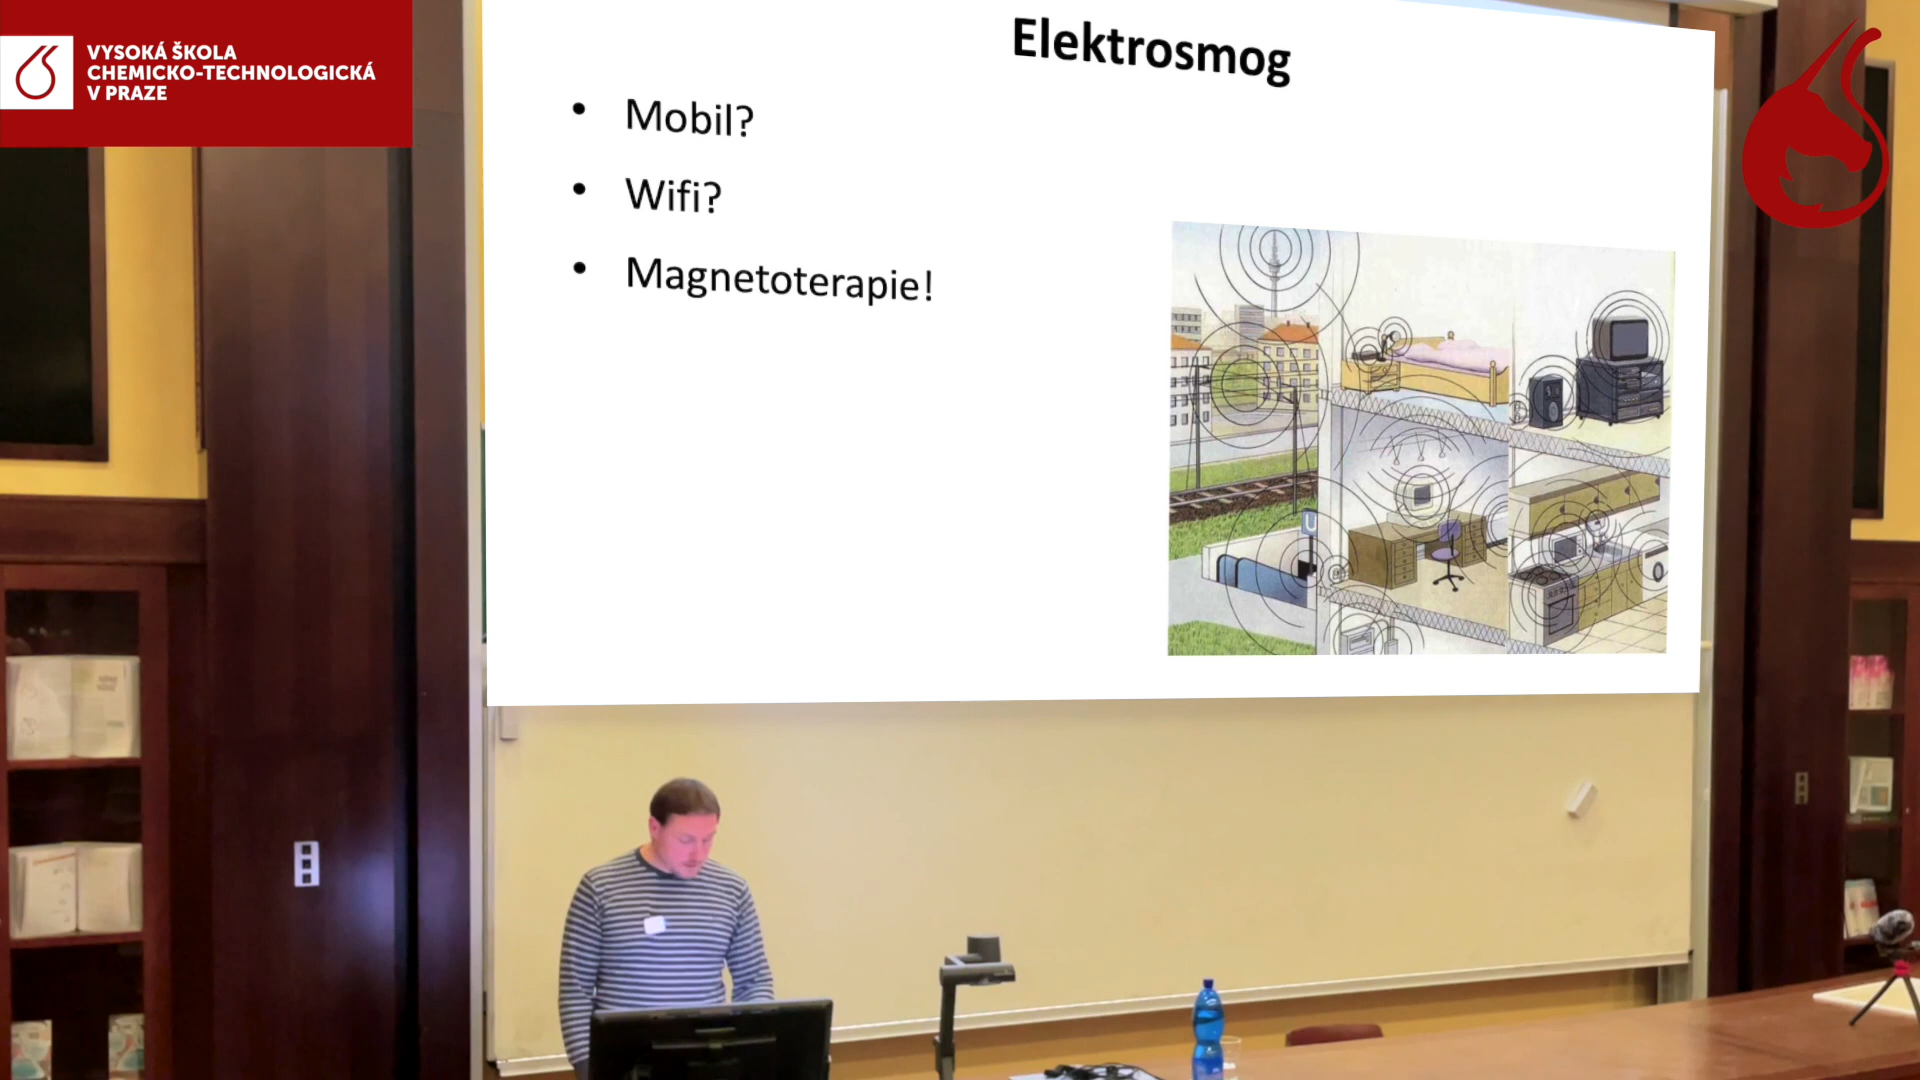 VYSOKÁ ŠKOLA
CHEMICKO-TECHNOLOGICKÁ
V PRAZE
Elektrosmog
• Mobil?
• Wifi?
• Magnetoterapie!
U